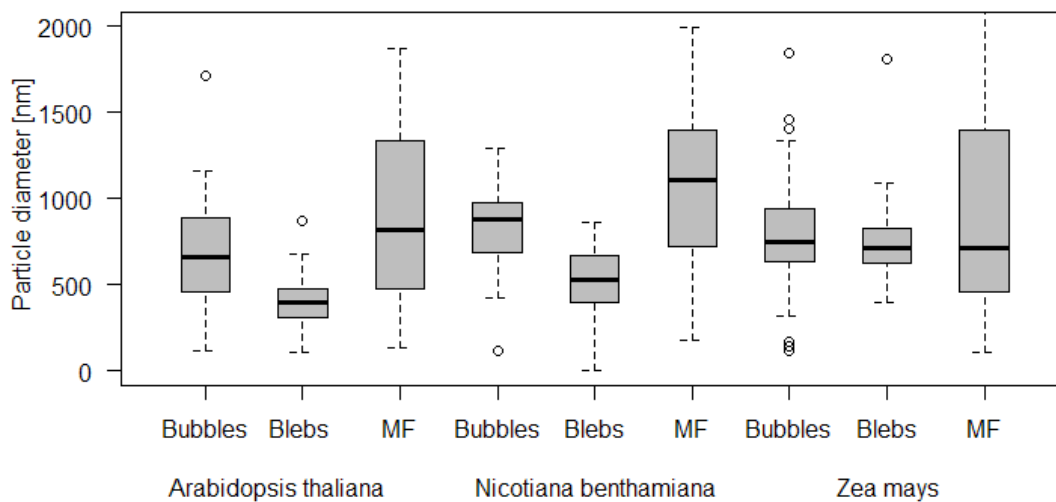 Particle diameter [nm]
2000
1500
1000
500
0
Bubbles Blebs MF Bubbles Blebs MF Bubbles Blebs MF
Arabidopsis thaliana Nicotiana benthamiana Zea mays